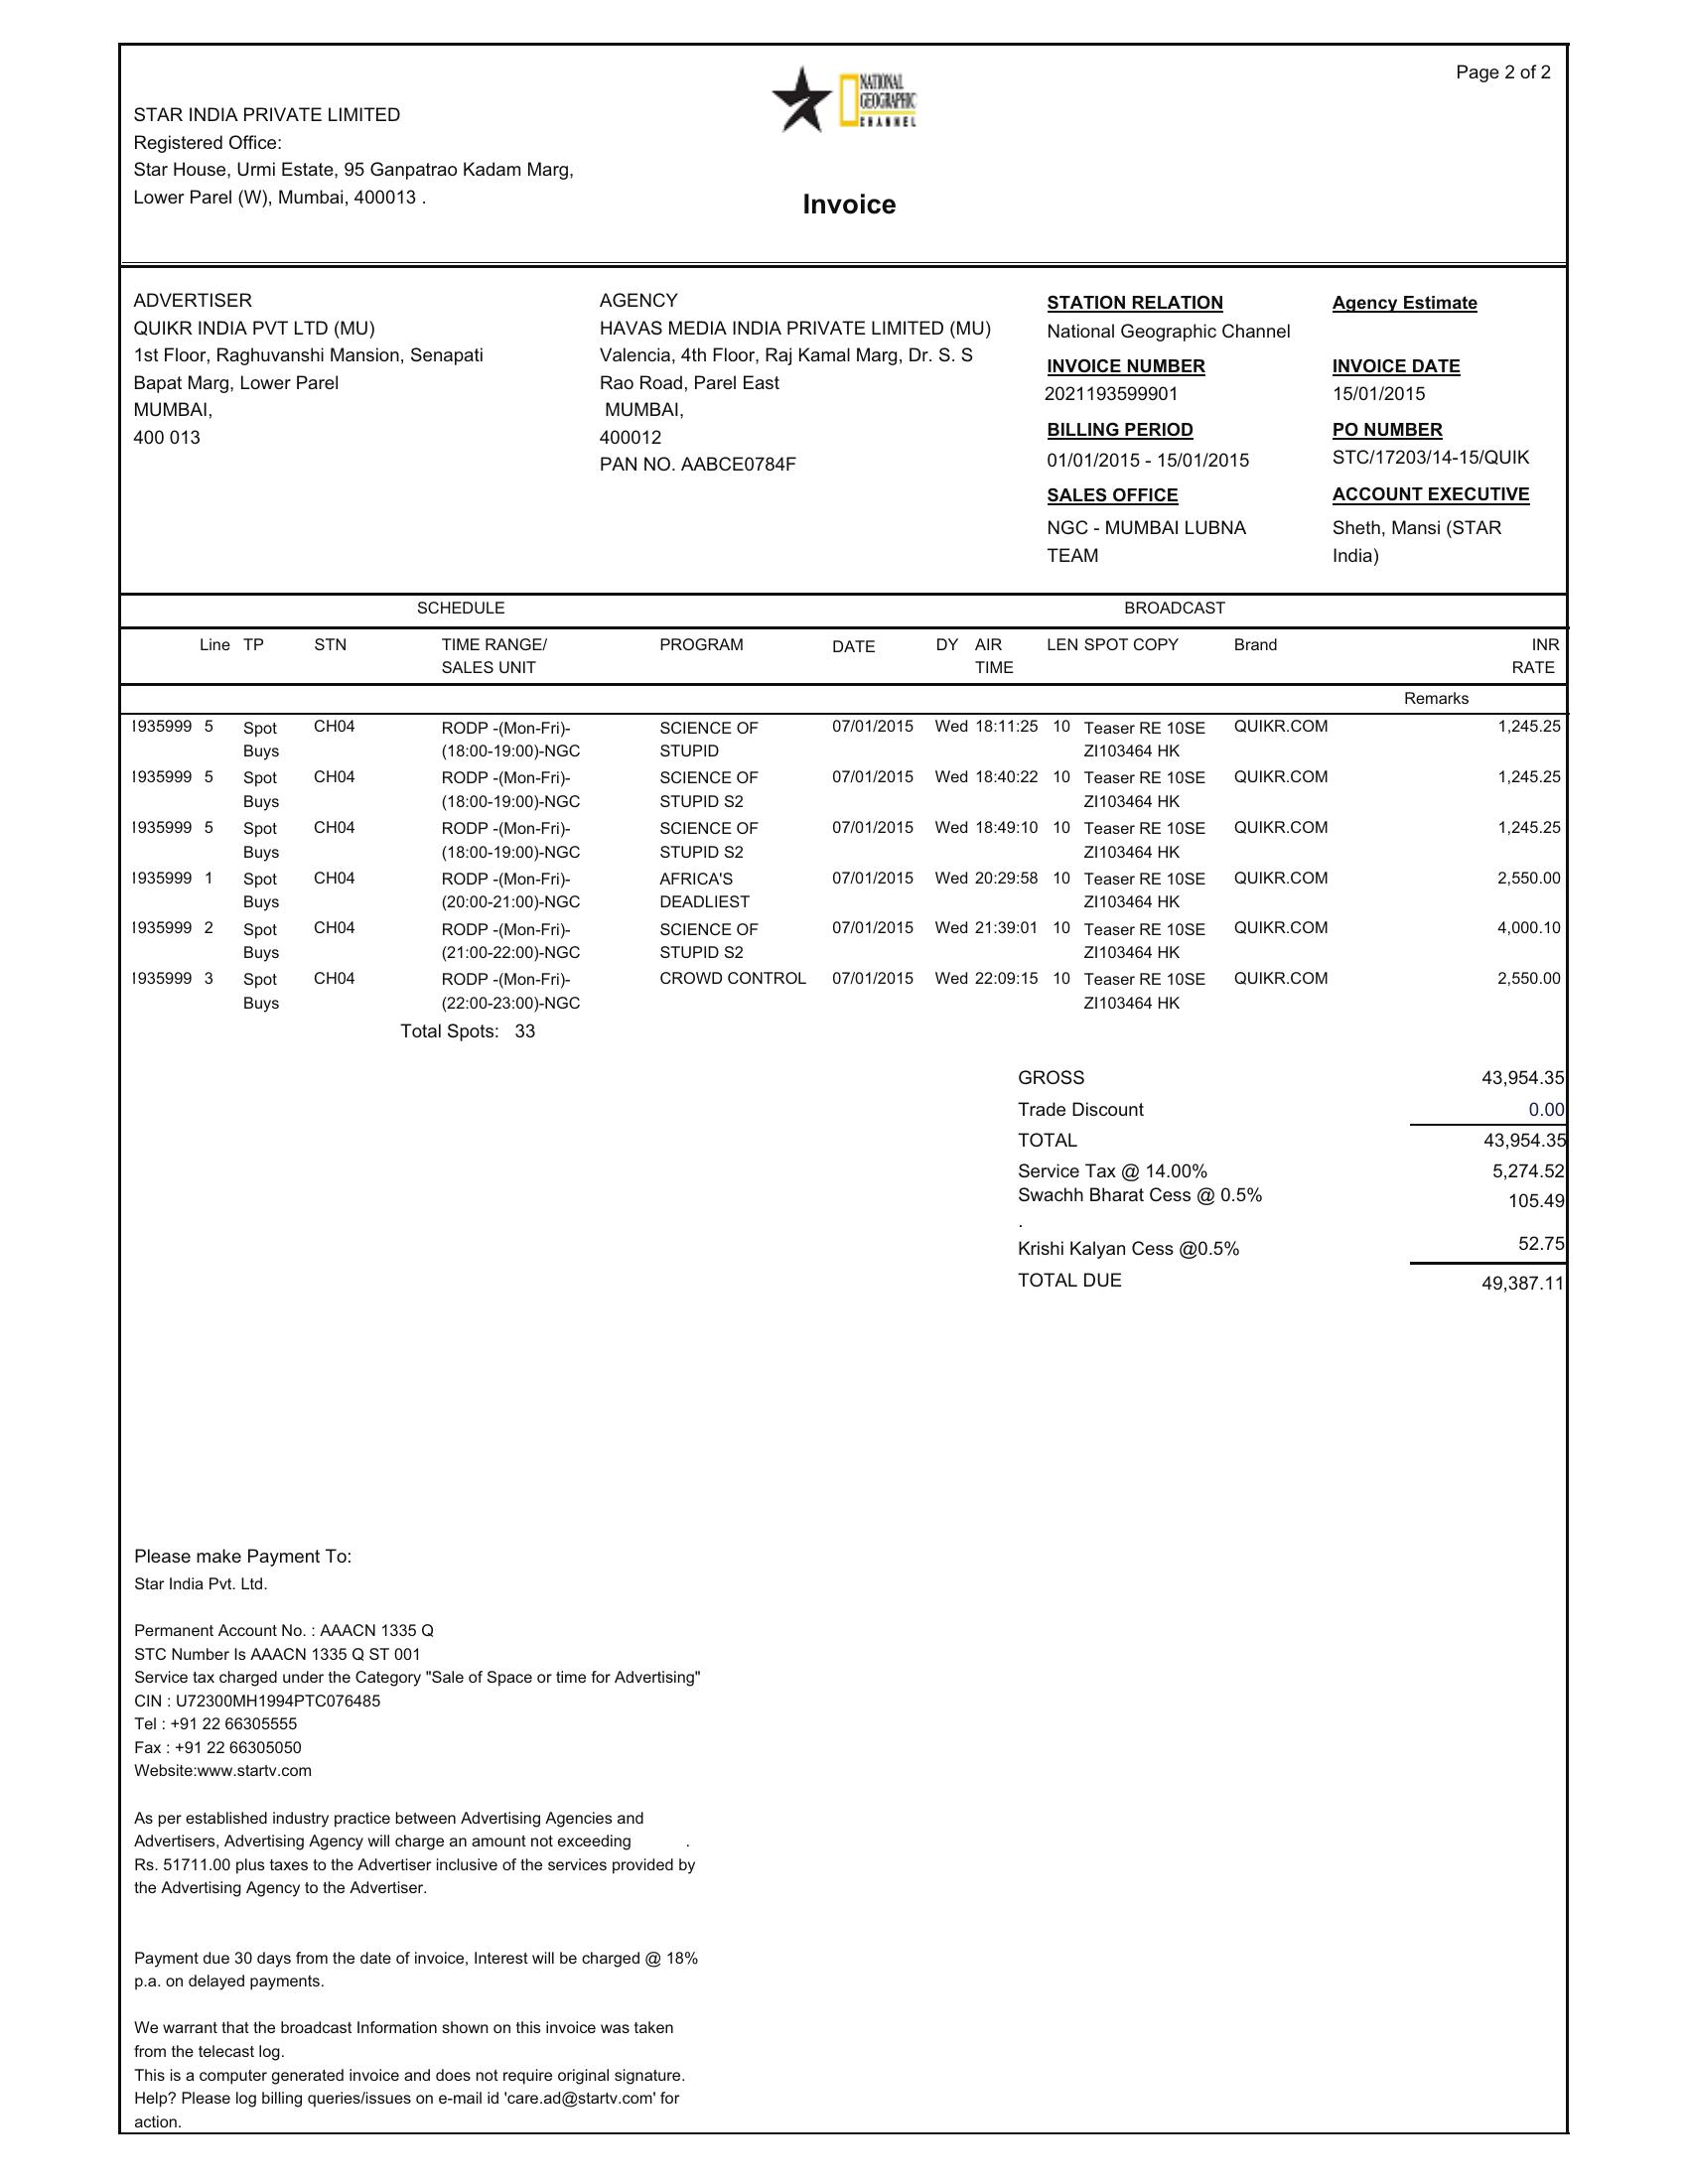 Page 2 of 2
NATIONAL
GEOGRAPHIC
CHANNEL
STAR INDIA PRIVATE LIMITED
Registered Office:
Star House, Urmi Estate, 95 Ganpatrao Kadam Marg,
Lower Parel (W), Mumbai, 400013 .
Invoice
ADVERTISER
QUIKR INDIA PVT LTD (MU)
1st Floor, Raghuvanshi Mansion, Senapati
Bapat Marg, Lower Parel
MUMBAI,
400 013
AGENCY
HAVAS MEDIA INDIA PRIVATE LIMITED (MU)
Valencia, 4th Floor, Raj Kamal Marg, Dr. S. S
Rao Road, Parel East
MUMBAI,
400012
PAN NO. AABCE0784F
STATION RELATION Agency Estimate
National Geographic Channel
INVOICE NUMBER INVOICE DATE
2021193599901 15/01/2015
BILLING PERIOD PO NUMBER
01/01/2015 - 15/01/2015 STC/17203/14-15/QUIK
SALES OFFICE ACCOUNT EXECUTIVE
NGC - MUMBAI LUBNA Sheth, Mansi (STAR
TEAM India)
SCHEDULE BROADCAST
Line TP STN TIME RANGE/ PROGRAM DATE DY AIR LEN SPOT COPY Brand INR
SALES UNIT TIME RATE
Remarks
1935999 5 Spot CH04 RODP -(Mon-Fri)- SCIENCE OF 07/01/2015 Wed 18:11:25 10 Teaser RE 10SE QUIKR.COM 1,245.25
Buys (18:00-19:00)-NGC STUPID ZI103464 HK
1935999 5 Spot CH04 RODP -(Mon-Fri)- SCIENCE OF 07/01/2015 Wed 18:40:22 10 Teaser RE 10SE QUIKR.COM 1,245.25
Buys (18:00-19:00)-NGC STUPID S2 ZI103464 HK
1935999 5 Spot CH04 RODP -(Mon-Fri)- SCIENCE OF 07/01/2015 Wed 18:49:10 10 Teaser RE 10SE QUIKR.COM 1,245.25
Buys (18:00-19:00)-NGC STUPID S2 ZI103464 HK
1935999 1 Spot CH04 RODP -(Mon-Fri)- AFRICA'S 07/01/2015 Wed 20:29:58 10 Teaser RE 10SE QUIKR.COM 2,550.00
Buys (20:00-21:00)-NGC DEADLIEST ZI103464 HK
1935999 2 Spot CH04 RODP -(Mon-Fri)- SCIENCE OF 07/01/2015 Wed 21:39:01 10 Teaser RE 10SE QUIKR.COM 4,000.10
Buys (21:00-22:00)-NGC STUPID S2 ZI103464 HK
1935999 3 Spot CH04 RODP -(Mon-Fri)- CROWD CONTROL 07/01/2015 Wed 22:09:15 10 Teaser RE 10SE QUIKR.COM 2,550.00
Buys (22:00-23:00)-NGC ZI103464 HK
Total Spots: 33
GROSS 43,954.35
Trade Discount 0.00
TOTAL 43,954.35
Service Tax @ 14.00% 5,274.52
Swachh Bharat Cess @ 0.5% 105.49
.
Krishi Kalyan Cess @0.5% 52.75
TOTAL DUE 49,387.11
Please make Payment To:
Star India Pvt. Ltd.
Permanent Account No. : AAACN 1335 Q
STC Number Is AAACN 1335 Q ST 001
Service tax charged under the Category "Sale of Space or time for Advertising"
CIN : U72300MH1994PTC076485
Tel : +91 22 66305555
Fax : +91 22 66305050
Website:www.startv.com
As per established industry practice between Advertising Agencies and
Advertisers, Advertising Agency will charge an amount not exceeding .
Rs. 51711.00 plus taxes to the Advertiser inclusive of the services provided by
the Advertising Agency to the Advertiser.
Payment due 30 days from the date of invoice, Interest will be charged @ 18%
p.a. on delayed payments.
We warrant that the broadcast Information shown on this invoice was taken
from the telecast log.
This is a computer generated invoice and does not require original signature.
Help? Please log billing queries/issues on e-mail id 'care.ad@startv.com' for
action.